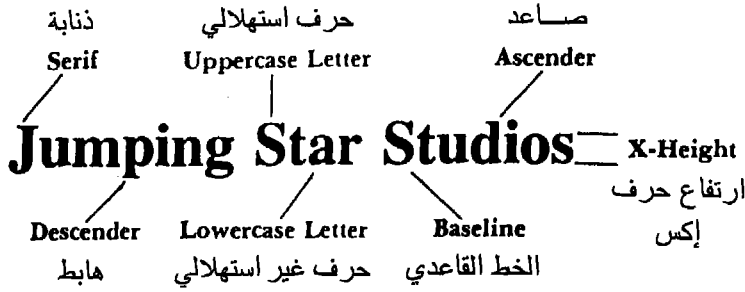 ذنابة حرف استهلالي صاعد
Serif Uppercase Letter Ascender
Jumping Star Studios
X-Height
ارتفاع حرف
إكس
Descender Lowercase Letter Baseline
هابط حرف غير استهلالي الخط القاعدي